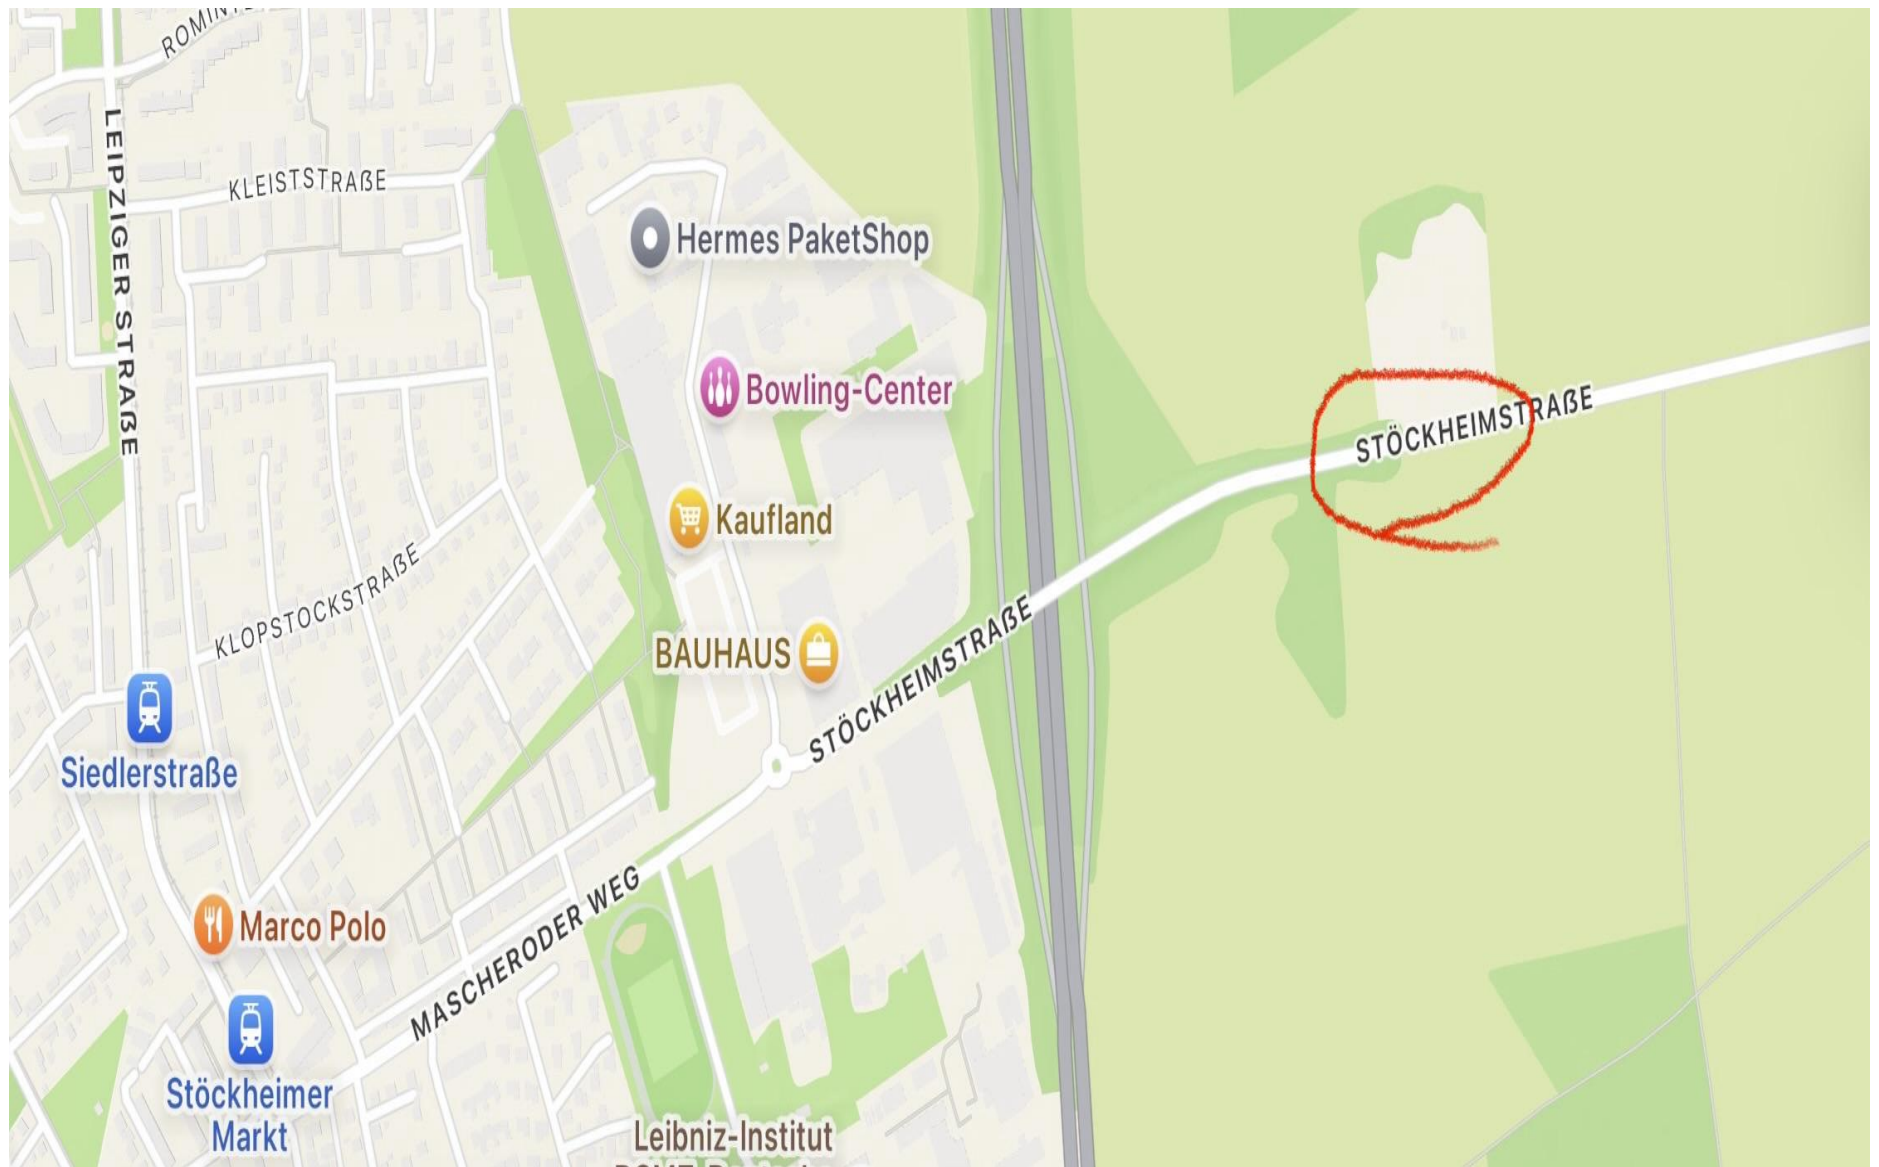 LEIPZIGER STRAßE
KLEISTSTRAßE
Hermes PaketShop
Bowling-Center
STÖCKHEIMSTRAßE
Kaufland
KLOPSTOCKSTRAßE
BAUHAUS
STÖCKHEIMSTRAßE
Siedlerstraße
MASCHERODER WEG
Marco Polo
Stöckheimer
Markt
Leibniz-Institut